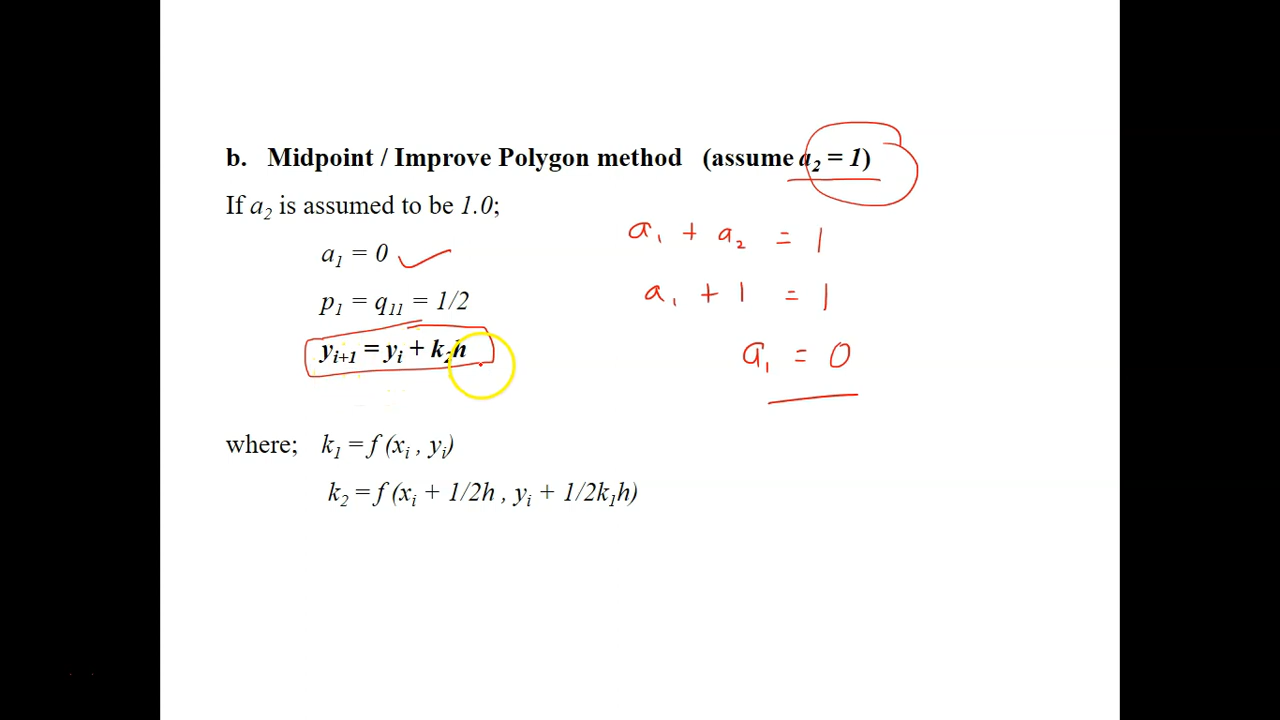 b. Midpoint / Improve Polygon method (assume a₂ = 1)
If a₂ is assumed to be 1.0;
a₁ = 0 ✓
a₁ + a₂ = 1
p₁ = q₁₁ = 1/2
a₁ + 1 = 1
yᵢ₊₁ = yᵢ + k₂h
a₁ = 0
where; k₁ = f (xᵢ , yᵢ)
k₂ = f (xᵢ + 1/2h , yᵢ + 1/2k₁h)